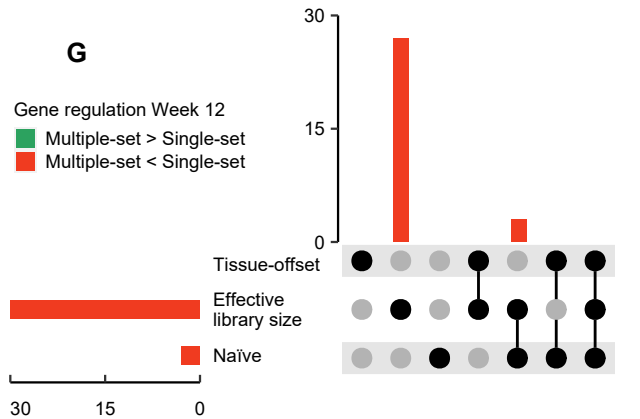 G
Gene regulation Week 12
Multiple-set > Single-set
Multiple-set < Single-set
30
15
0
Tissue-offset
Effective
library size
Naïve
30 15 0